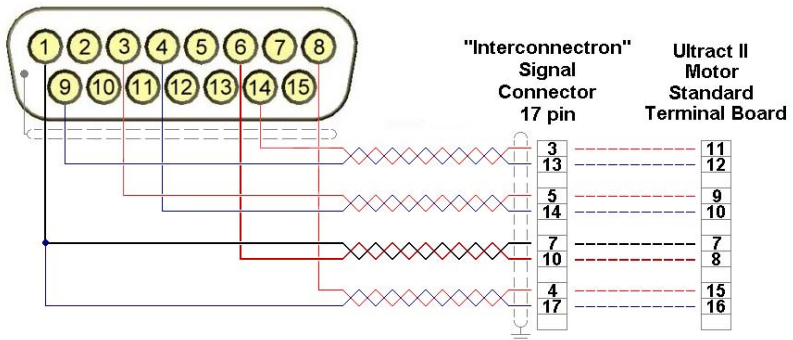 1 2 3 4 5 6 7 8
9 10 11 12 13 14 15
"Interconnectron"
Signal
Connector
17 pin
Ultract II
Motor
Standard
Terminal Board
3 11
13 12
5 9
14 10
7 7
10 8
4 15
17 16